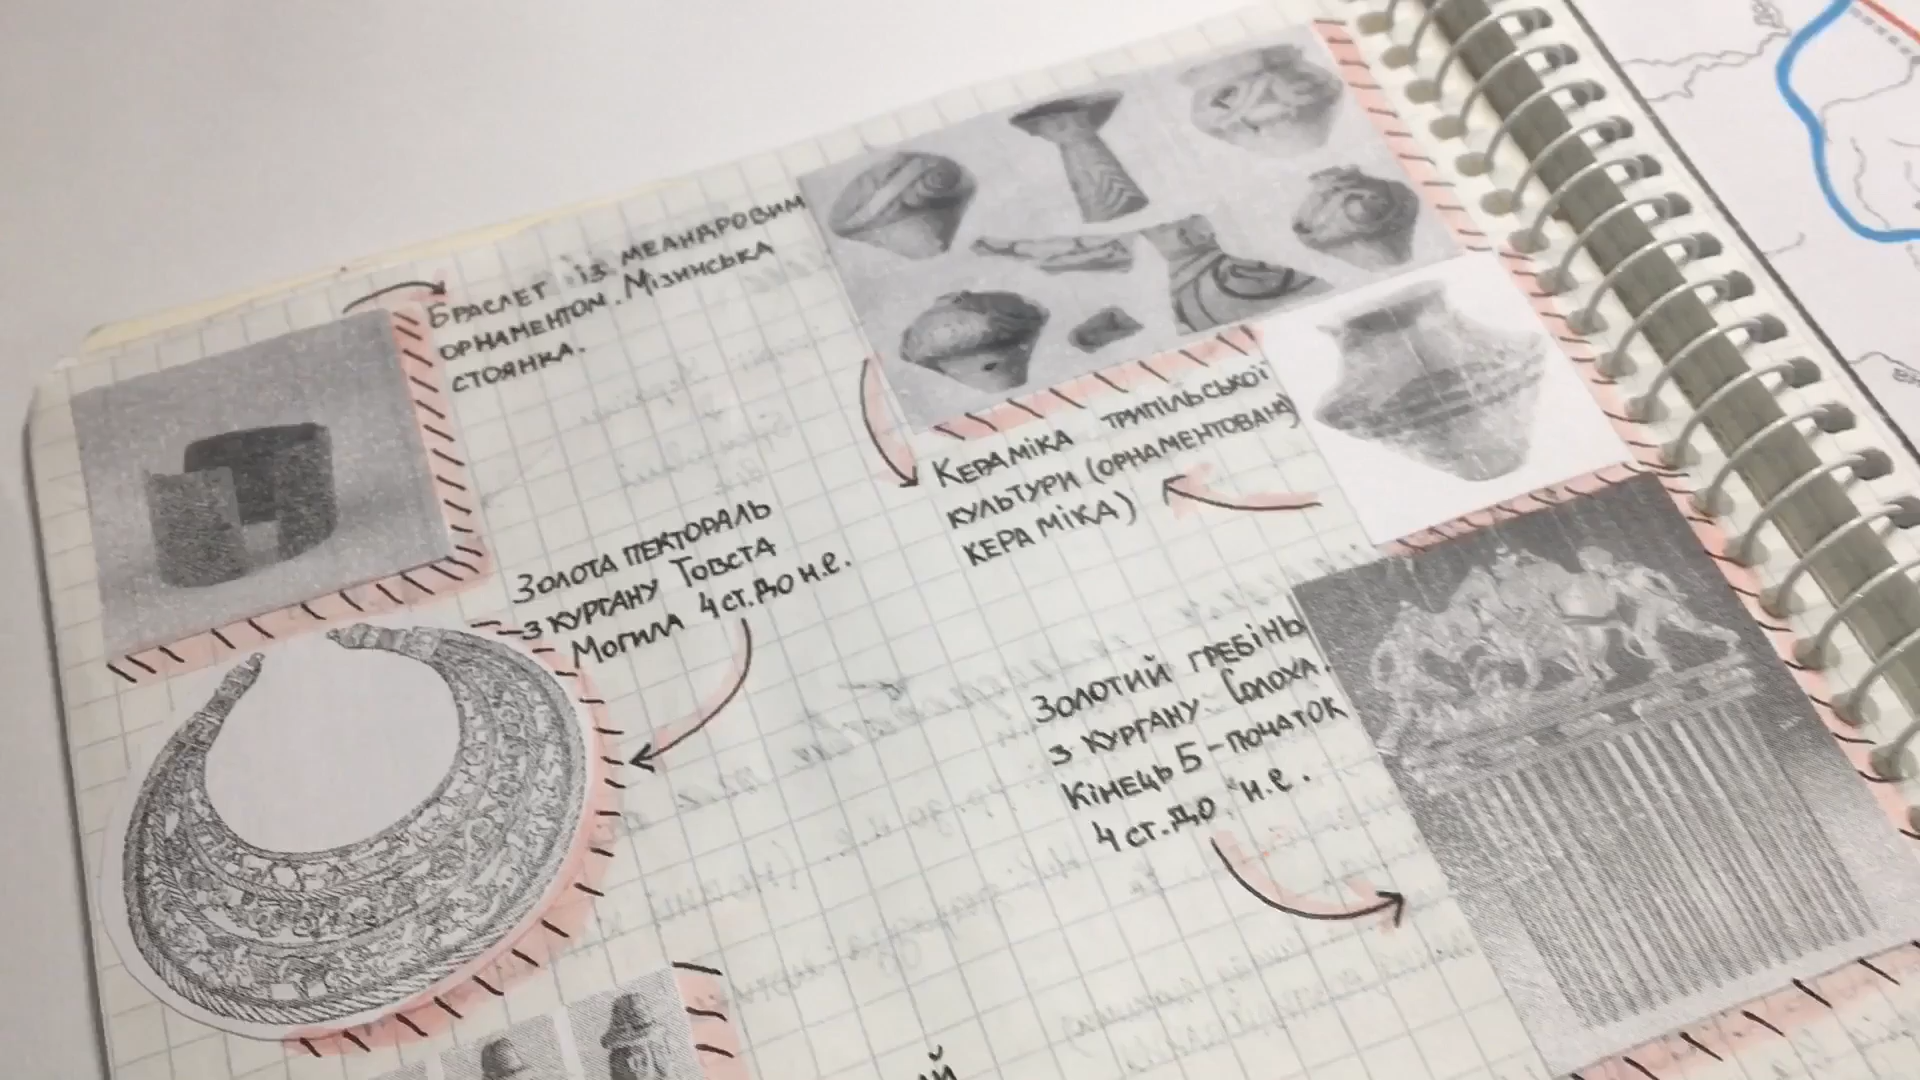 Браслет із меандровим
орнаментом. Мізинська
стоянка.
Кераміка трипільської
культури (орнаментована)
кераміка)
Золота пектораль
з кургану Товста
Могила 4 ст. до н.е.
Золотий гребінь
з кургану Солоха.
Кінець 5 - початок
4 ст. до н.е.